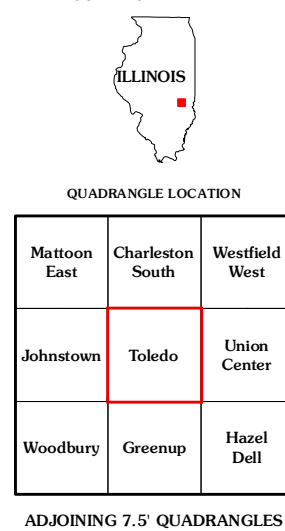 ILLINOIS
QUADRANGLE LOCATION
Mattoon East
Charleston South
Westfield West
Johnstown
Toledo
Union Center
Woodbury
Greenup
Hazel Dell
ADJOINING 7.5' QUADRANGLES